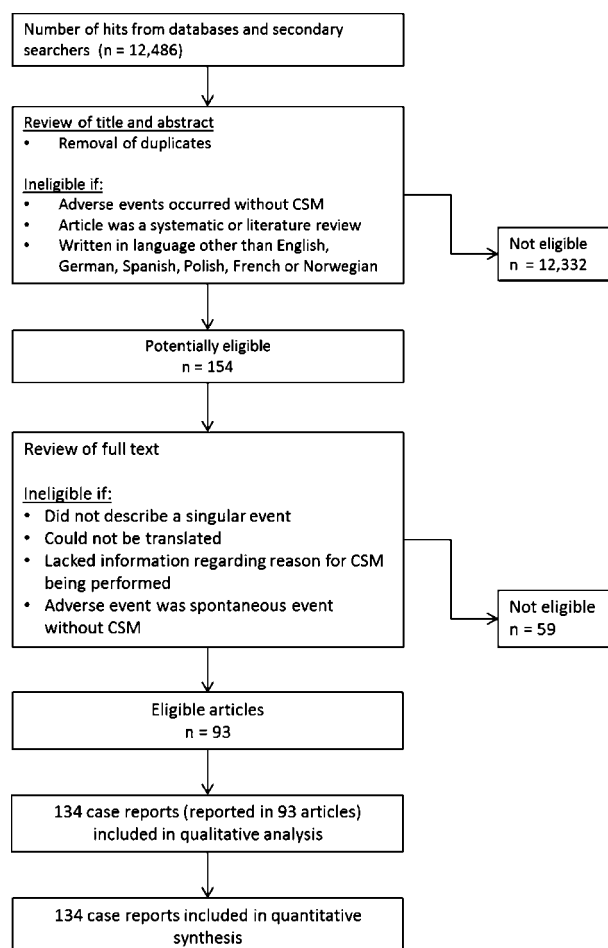 Number of hits from databases and secondary
searchers (n = 12,486)
Review of title and abstract
• Removal of duplicates
Ineligible if:
• Adverse events occurred without CSM
• Article was a systematic or literature review
• Written in language other than English,
German, Spanish, Polish, French or Norwegian
Not eligible
n = 12,332
Potentially eligible
n = 154
Review of full text
Ineligible if:
• Did not describe a singular event
• Could not be translated
• Lacked information regarding reason for CSM
being performed
• Adverse event was spontaneous event
without CSM
Not eligible
n = 59
Eligible articles
n = 93
134 case reports (reported in 93 articles)
included in qualitative analysis
134 case reports included in quantitative
synthesis